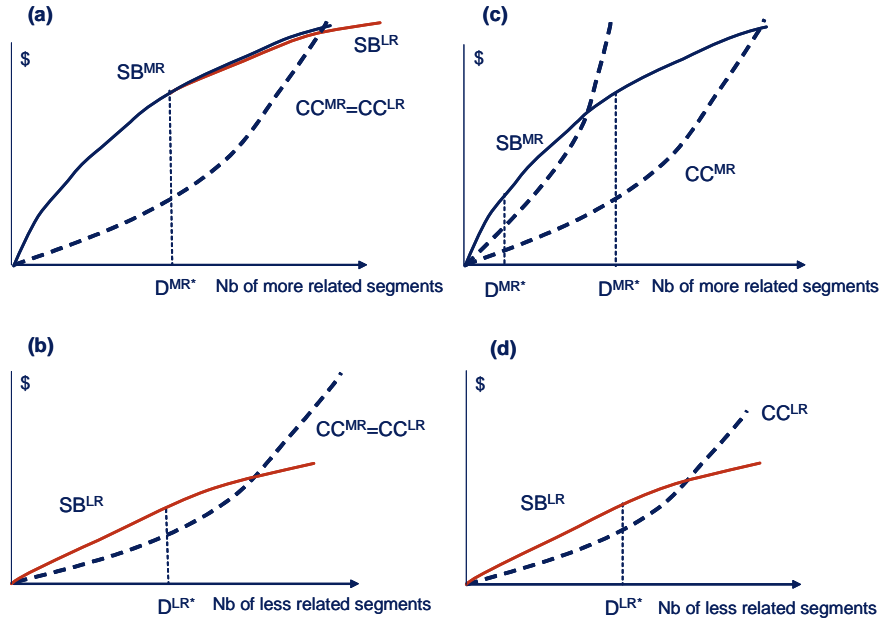 (a)
$
SB^MR
SB^LR
CC^MR=CC^LR
D^MR* Nb of more related segments
(c)
$
SB^MR
CC^MR
D^MR* D^MR* Nb of more related segments
(b)
$
CC^MR=CC^LR
SB^LR
D^LR* Nb of less related segments
(d)
$
CC^LR
SB^LR
D^LR* Nb of less related segments